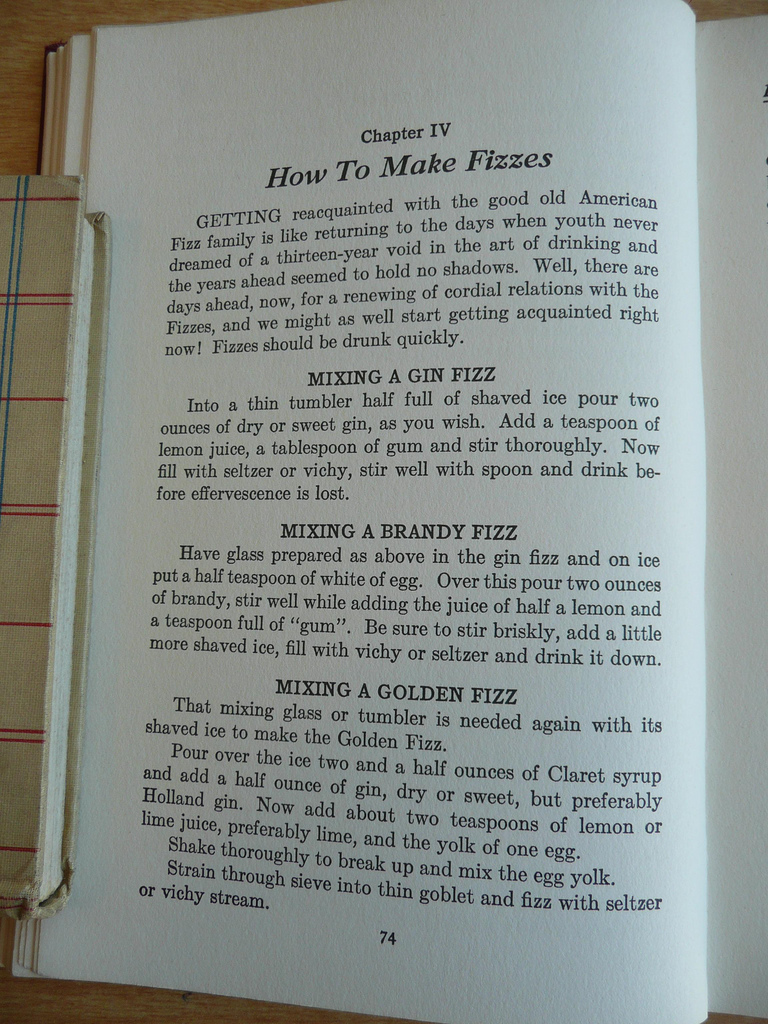 Chapter IV
How To Make Fizzes
GETTING reacquainted with the good old American
Fizz family is like returning to the days when youth never
dreamed of a thirteen-year void in the art of drinking and
the years ahead seemed to hold no shadows. Well, there are
days ahead, now, for a renewing of cordial relations with the
Fizzes, and we might as well start getting acquainted right
now! Fizzes should be drunk quickly.
MIXING A GIN FIZZ
Into a thin tumbler half full of shaved ice pour two
ounces of dry or sweet gin, as you wish. Add a teaspoon of
lemon juice, a tablespoon of gum and stir thoroughly. Now
fill with seltzer or vichy, stir well with spoon and drink be-
fore effervescence is lost.
MIXING A BRANDY FIZZ
Have glass prepared as above in the gin fizz and on ice
put a half teaspoon of white of egg. Over this pour two ounces
of brandy, stir well while adding the juice of half a lemon and
a teaspoon full of "gum". Be sure to stir briskly, add a little
more shaved ice, fill with vichy or seltzer and drink it down.
MIXING A GOLDEN FIZZ
That mixing glass or tumbler is needed again with its
shaved ice to make the Golden Fizz.
Pour over the ice two and a half ounces of Claret syrup
and add a half ounce of gin, dry or sweet, but preferably
Holland gin. Now add about two teaspoons of lemon or
lime juice, preferably lime, and the yolk of one egg.
Shake thoroughly to break up and mix the egg yolk.
Strain through sieve into thin goblet and fizz with seltzer
or vichy stream.
74